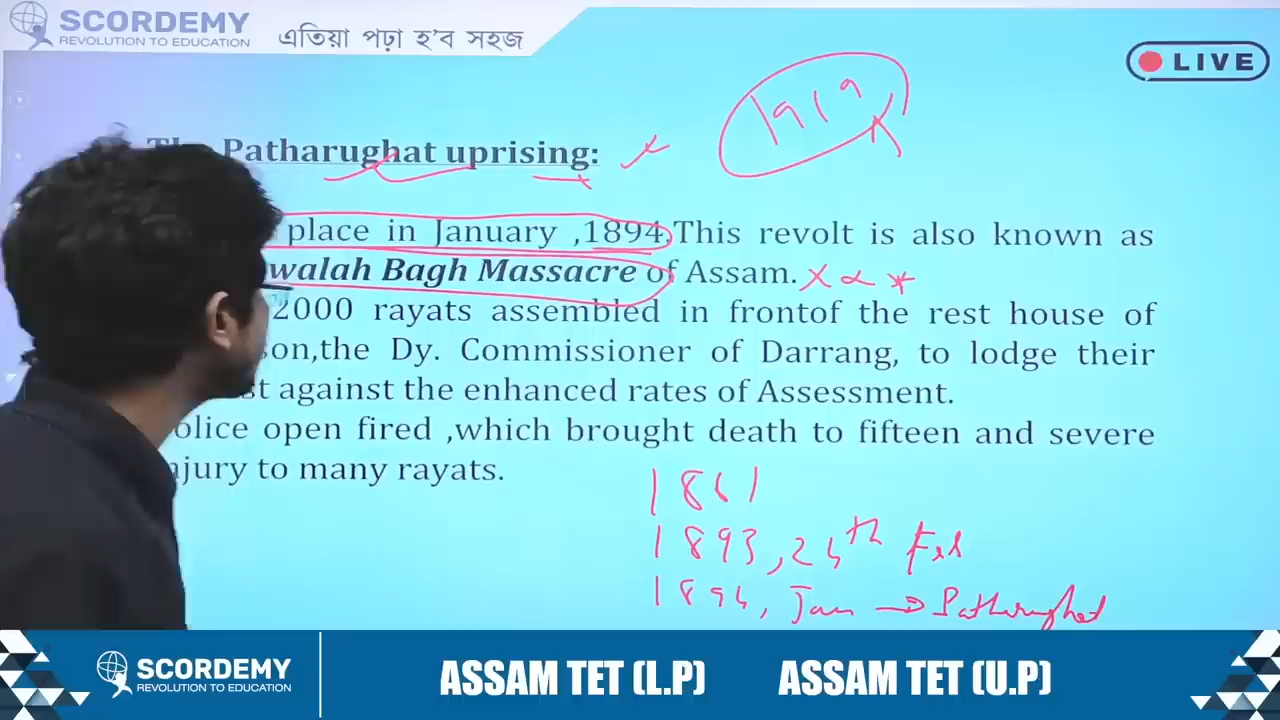 SCORDEMY
REVOLUTION TO EDUCATION
এতিয়া পঢ়া হ'ব সহজ
LIVE
1919
Patharughat uprising:
place in January ,1894.This revolt is also known as
walah Bagh Massacre of Assam.
2000 rayats assembled in frontof the rest house of
son,the Dy. Commissioner of Darrang, to lodge their
st against the enhanced rates of Assessment.
olice open fired ,which brought death to fifteen and severe
jury to many rayats.
1861
1893, 24th Feb
1894, Jan → Patharughat
SCORDEMY
REVOLUTION TO EDUCATION
ASSAM TET (L.P)
ASSAM TET (U.P)